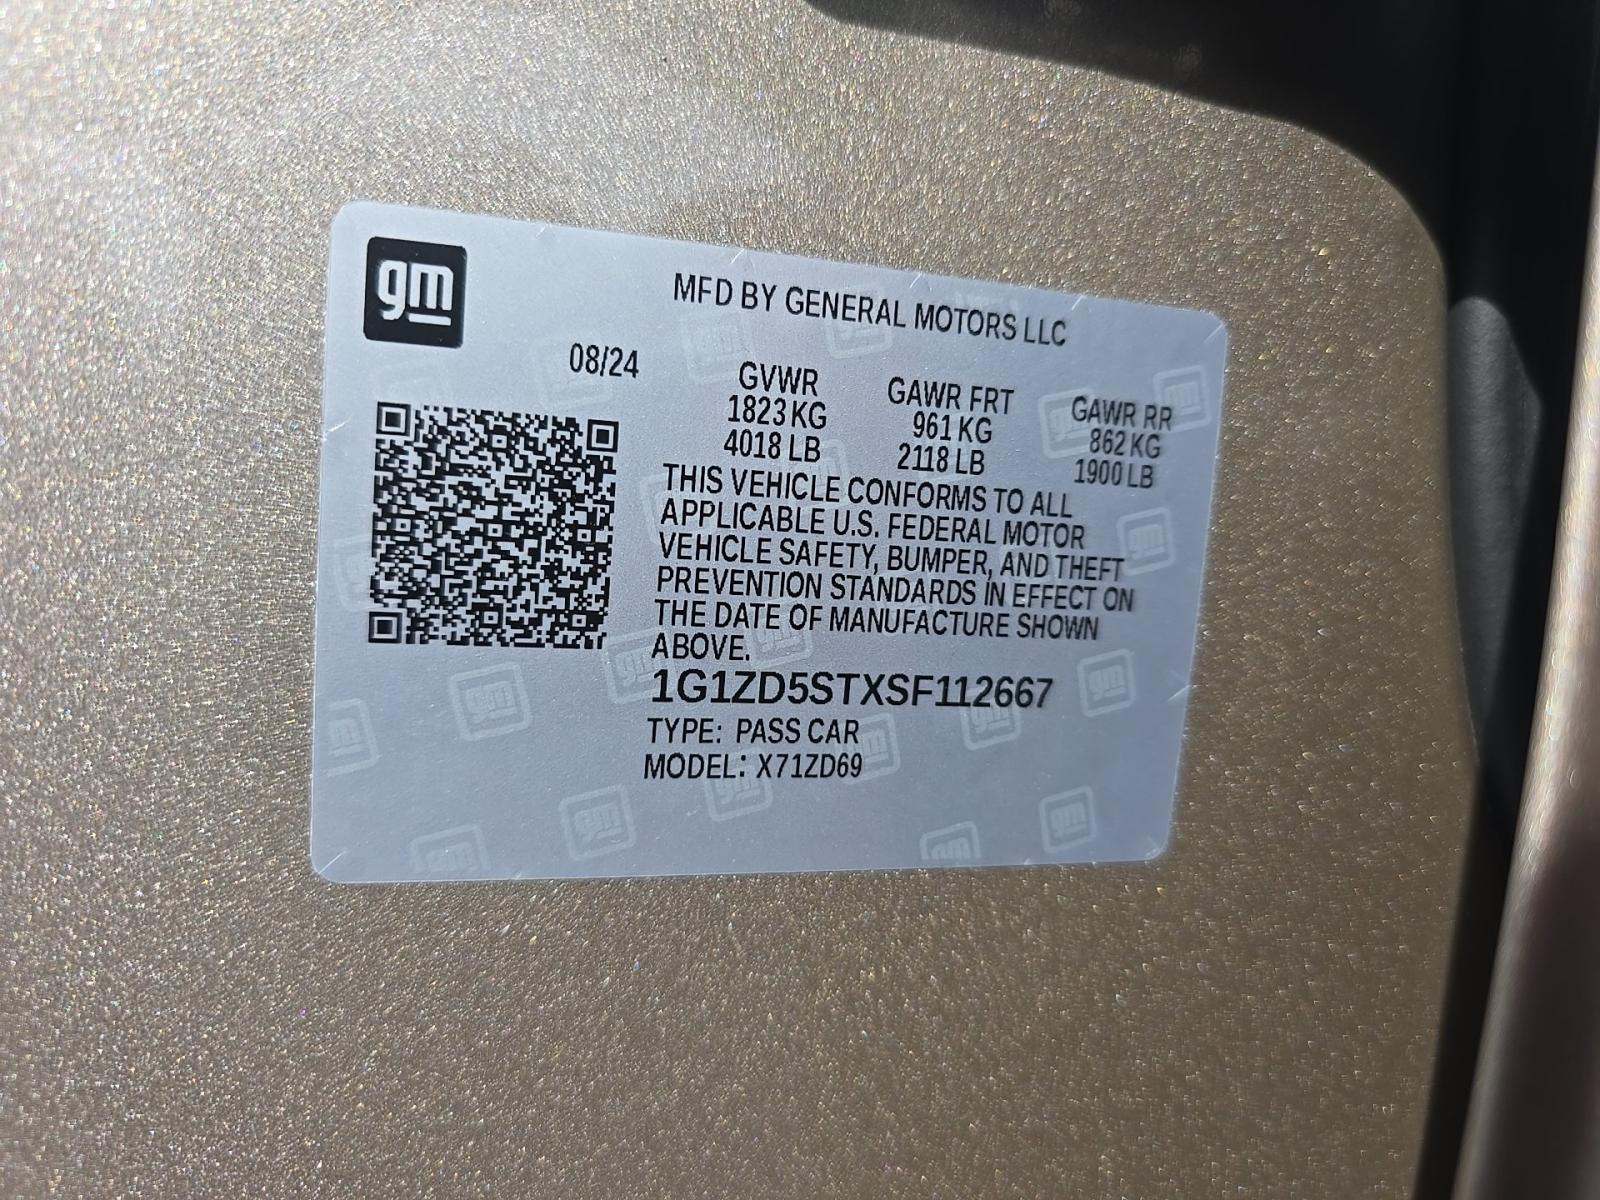 gm
MFD BY GENERAL MOTORS LLC
08/24
GVWR GAWR FRT GAWR RR
1823 KG 961 KG 862 KG
4018 LB 2118 LB 1900 LB
THIS VEHICLE CONFORMS TO ALL
APPLICABLE U.S. FEDERAL MOTOR
VEHICLE SAFETY, BUMPER, AND THEFT
PREVENTION STANDARDS IN EFFECT ON
THE DATE OF MANUFACTURE SHOWN
ABOVE.
1G1ZD5STXSF112667
TYPE: PASS CAR
MODEL: X71ZD69